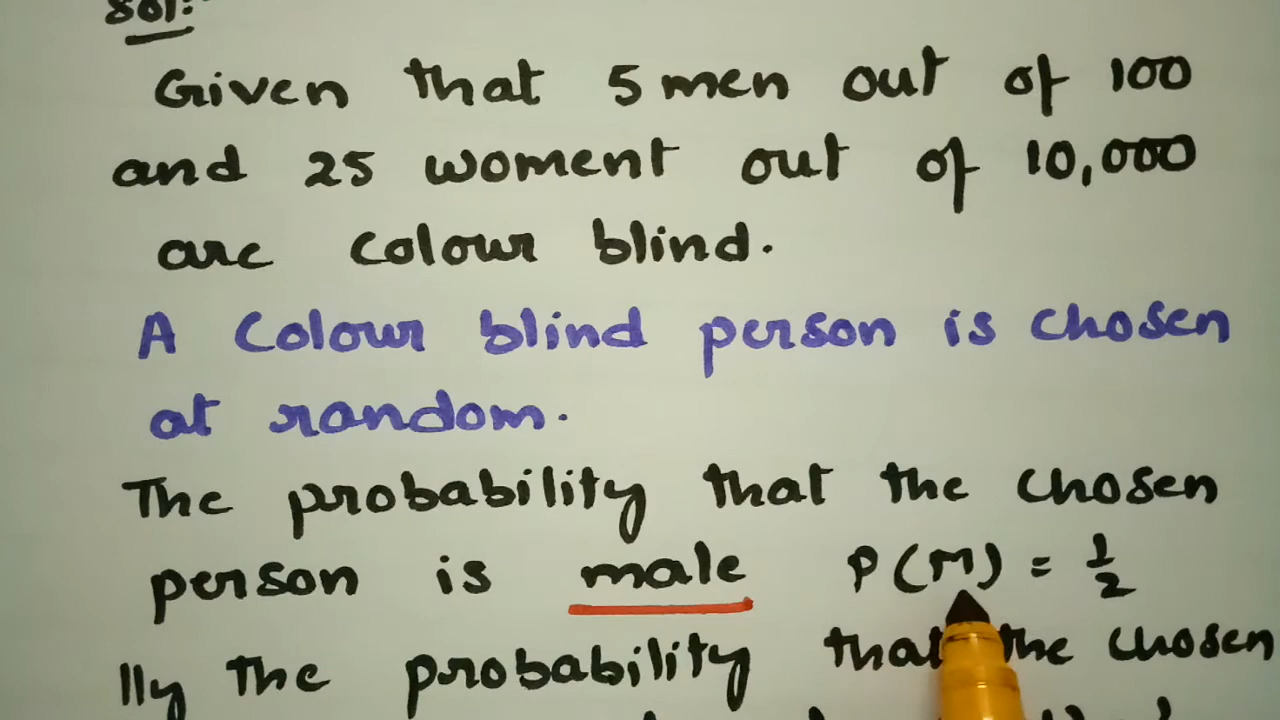 Sol:-
Given that 5 men out of 100
and 25 woment out of 10,000
are colour blind.
A Colour blind person is chosen
at random.
The probability that the chosen
person is male P(M) = 1/2
llly the probability that the chosen